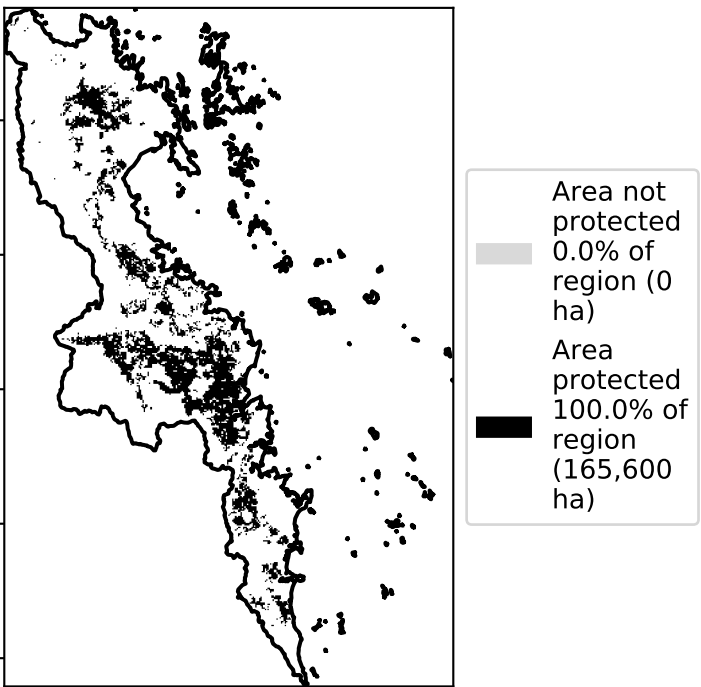 Area not
protected
0.0% of
region (0
ha)
Area
protected
100.0% of
region
(165,600
ha)